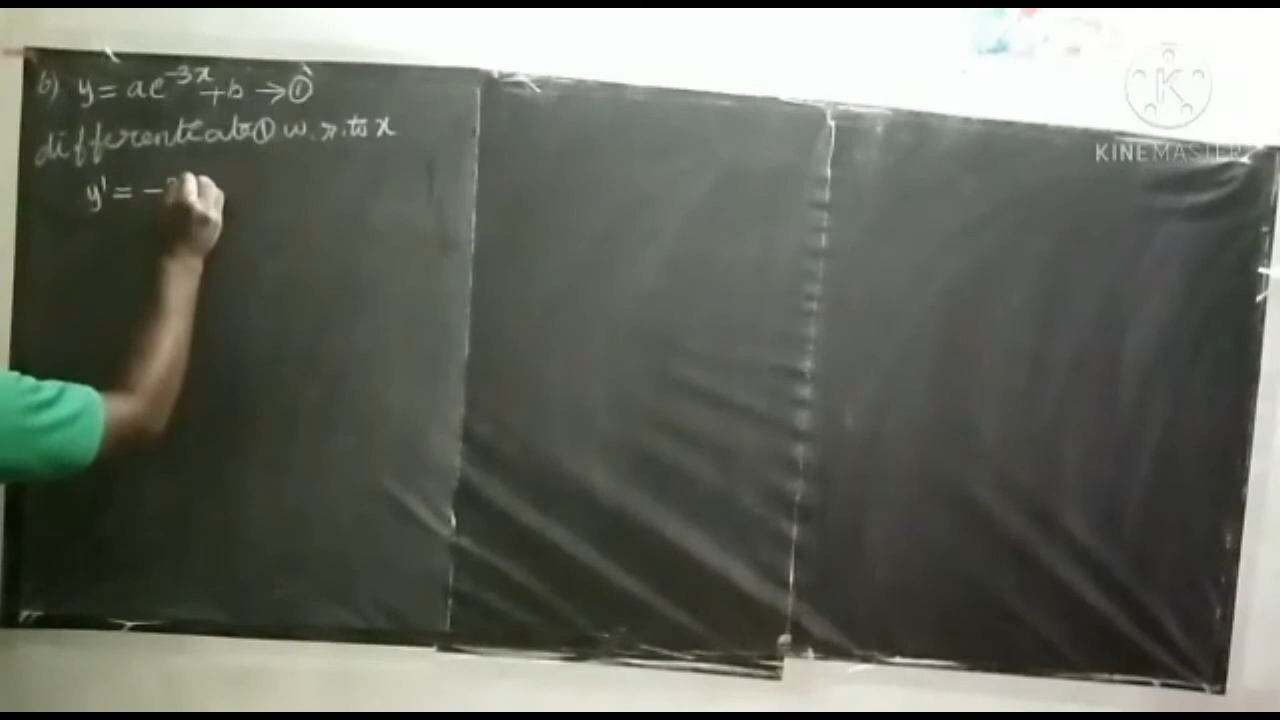 b) y = ae^-3x + b → ①
differentiate ① w.r. to x
y' = -3
K
KINEMASTER